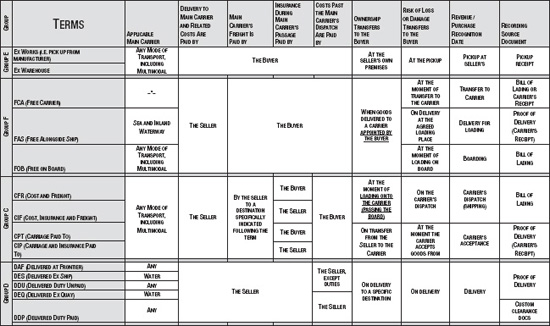 GROUP
TERMS
APPLICABLE MAIN CARRIER
DELIVERY TO MAIN CARRIER AND RELATED COSTS ARE PAID BY
MAIN CARRIER'S FREIGHT IS PAID BY
INSURANCE DURING MAIN CARRIER'S PASSAGE PAID BY
COSTS PAST THE MAIN CARRIER'S DISPATCH ARE PAID BY
OWNERSHIP TRANSFERS TO THE BUYER
RISK OF LOSS OR DAMAGE TRANSFERS TO THE BUYER
REVENUE / PURCHASE RECOGNITION DATE
RECORDING SOURCE DOCUMENT
GROUP E
EX WORKS (I.E. PICK UP FROM MANUFACTURER)
EX WAREHOUSE
ANY MODE OF TRANSPORT, INCLUDING MULTIMODAL
THE BUYER
AT THE SELLER'S OWN PREMISES
AT THE PICKUP
PICKUP AT SELLER'S
PICKUP RECEIPT
GROUP F
FCA (FREE CARRIER)
-"-
THE SELLER
THE BUYER
WHEN GOODS DELIVERED TO A CARRIER APPOINTED BY THE BUYER
AT THE MOMENT OF TRANSFER TO THE CARRIER
TRANSFER TO CARRIER
BILL OF LADING OR CARRIER'S RECEIPT
FAS (FREE ALONGSIDE SHIP)
SEA AND INLAND WATERWAY
ON DELIVERY AT THE AGREED LOADING PLACE
DELIVERY FOR LOADING
PROOF OF DELIVERY (CARRIER'S RECIPT)
FOB (FREE ON BOARD)
ANY MODE OF TRANSPORT, INCLUDING MULTIMODAL
AT THE MOMENT OF LOADING ON BOARD
BOARDING
BILL OF LADING
GROUP C
CFR (COST AND FREIGHT)
CIF (COST, INSURANCE AND FREIGHT)
CPT (CARRIAGE PAID TO)
CIP (CARRIAGE AND INSURANCE PAID TO)
ANY MODE OF TRANSPORT, INCLUDING MULTIMODAL
THE SELLER
BY THE SELLER TO A DESTINATION SPECIFICALLY INDICATED FOLLOWING THE TERM
THE BUYER
THE SELLER
THE BUYER
THE SELLER
THE BUYER
AT THE MOMENT OF LOADING ONTO THE CARRIER (PASSING THE BOARD)
ON THE CARRIER'S DISPATCH
CARRIER'S DISPATCH (SHIPPING)
BILL OF LADING
ON TRANSFER FROM THE SELLER TO THE CARRIER
AT THE MOMENT THE CARRIER ACCEPTS GOODS FROM
CARRIER'S ACCEPTANCE
PROOF OF DELIVERY (CARRIER'S RECIPT)
GROUP D
DAF (DELIVERED AT FRONTIER)
ANY
DES (DELIVERED EX SHIP)
WATER
DDU (DELIVERED DUTY UNPAID)
ANY
DEQ (DELIVERED EX QUAY)
WATER
DDP (DELIVERED DUTY PAID)
ANY
THE SELLER
THE SELLER, EXCEPT DUTIES
THE SELLER
ON DELIVERY TO A SPECIFIC DESTINATION
ON DELIVERY
DELIVERY
PROOF OF DELIVERY
CUSTOM CLEARANCE DOCS